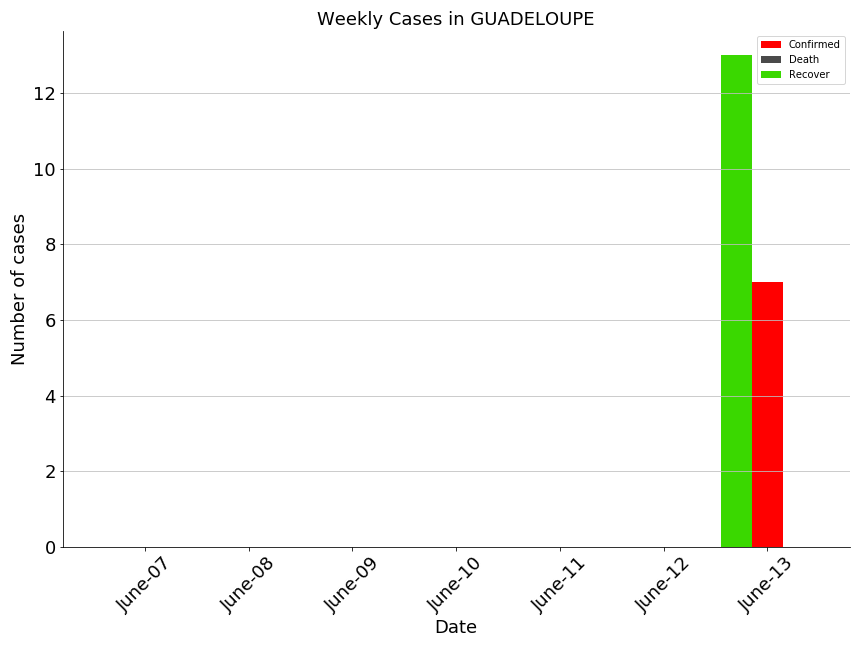 Weekly Cases in GUADELOUPE
Confirmed
Death
Recover
Number of cases
12
10
8
6
4
2
0
June-07
June-08
June-09
June-10
June-11
June-12
June-13
Date